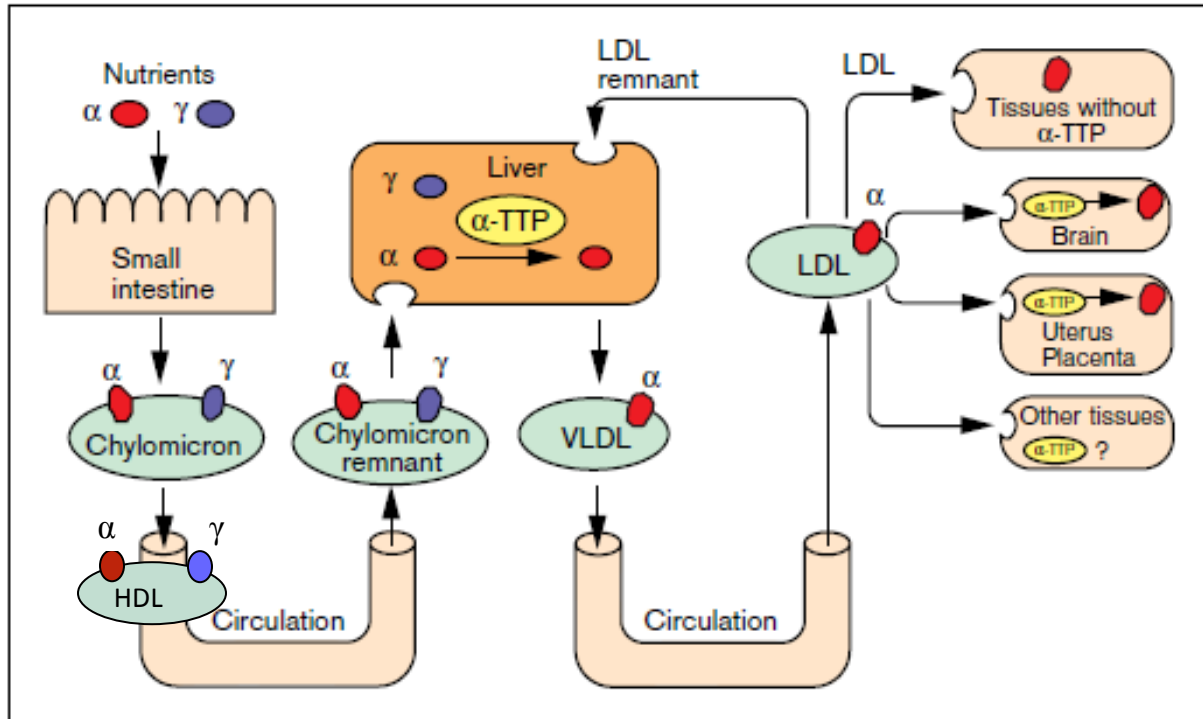 Nutrients
α γ
Small
intestine
α γ
Chylomicron
α γ
HDL
Circulation
α γ
Chylomicron
remnant
Liver
γ
α-TTP
α
α
VLDL
Circulation
LDL
remnant
LDL
α
LDL
Tissues without
α-TTP
α-TTP
Brain
α-TTP
Uterus
Placenta
Other tissues
α-TTP ?